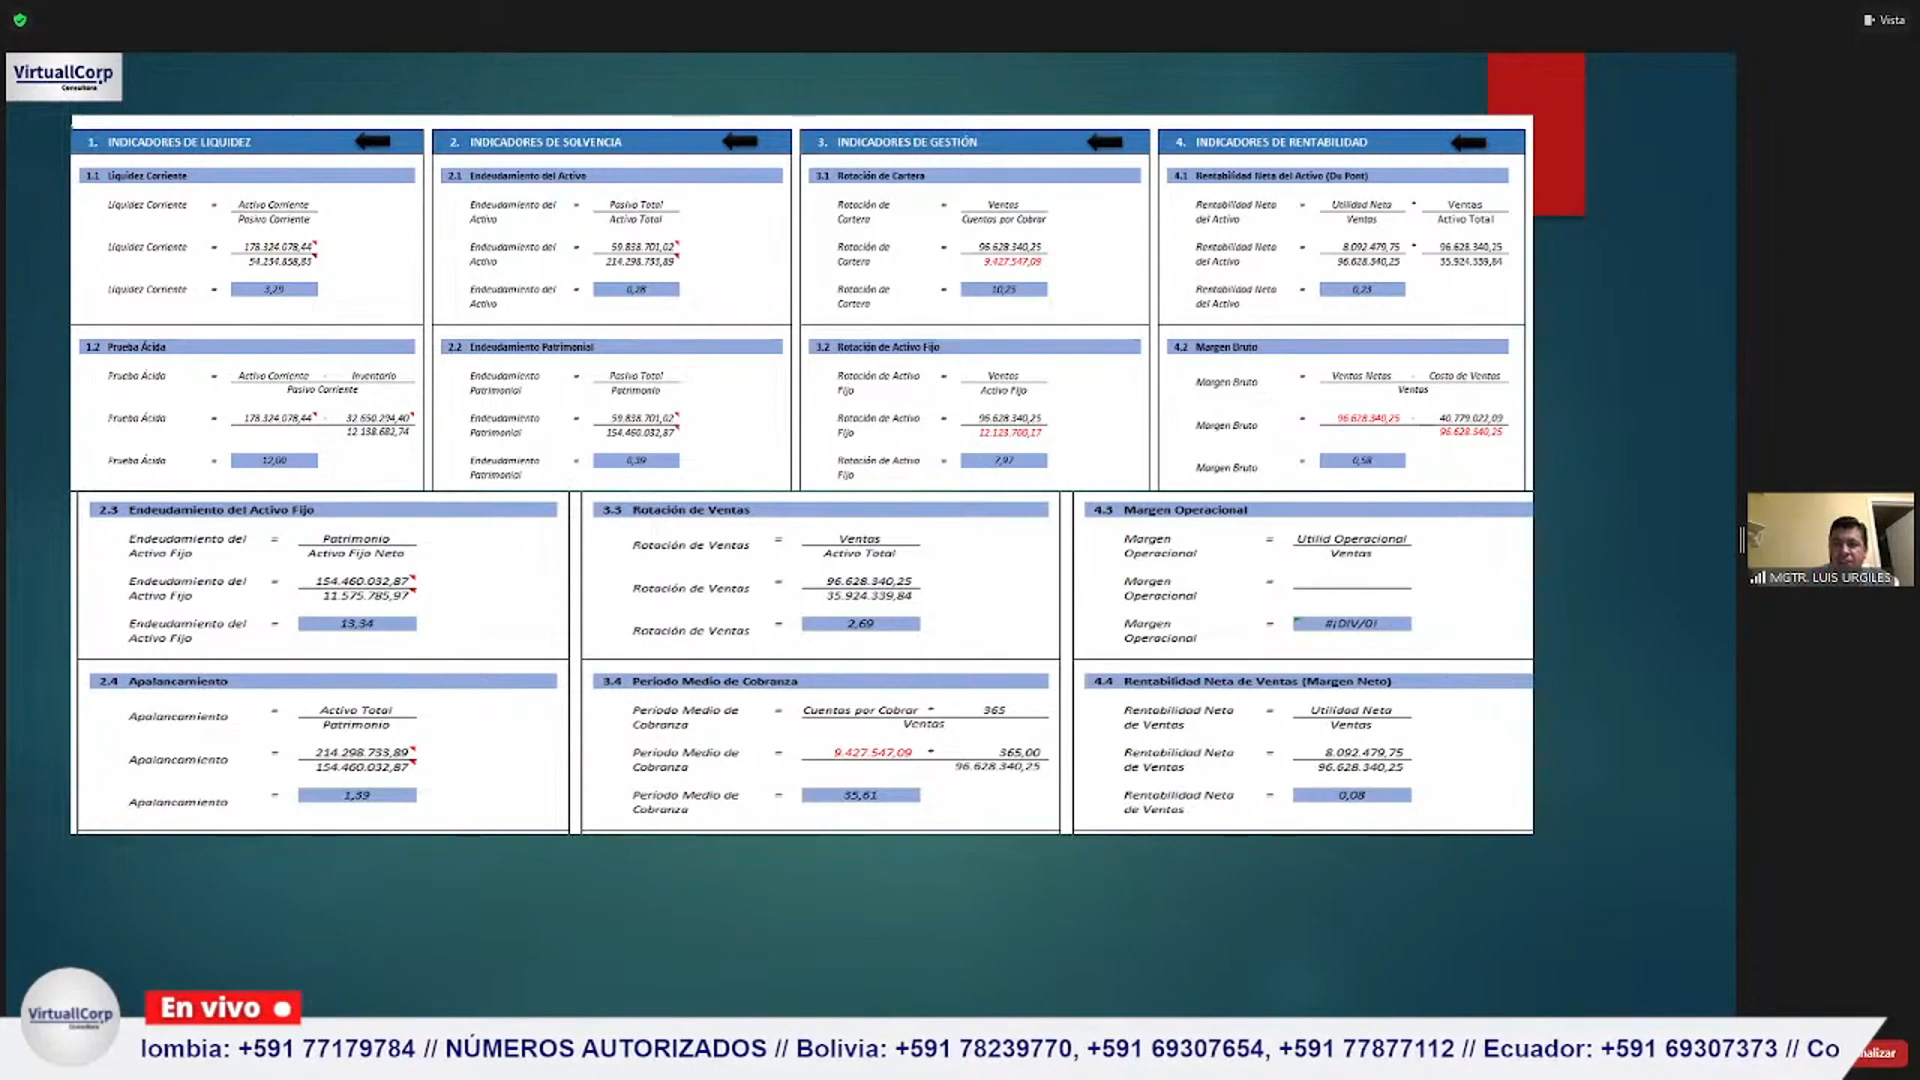 Vista
VirtuallCorp
Consultora
1. INDICADORES DE LIQUIDEZ
1.1 Liquidez Corriente
Liquidez Corriente = Activo Corriente
Pasivo Corriente
Liquidez Corriente = 178.324.078,44
54.234.858,83
Liquidez Corriente = 3,29
1.2 Prueba Ácida
Prueba Ácida = Activo Corriente - Inventario
Pasivo Corriente
Prueba Ácida = 178.324.078,44 - 32.650.294,40
12.138.682,74
Prueba Ácida = 12,00
2. INDICADORES DE SOLVENCIA
2.1 Endeudamiento del Activo
Endeudamiento del = Pasivo Total
Activo Activo Total
Endeudamiento del = 59.838.701,02
Activo 214.298.733,89
Endeudamiento del = 0,28
Activo
2.2 Endeudamiento Patrimonial
Endeudamiento = Pasivo Total
Patrimonial Patrimonio
Endeudamiento = 59.838.701,02
Patrimonial 154.460.032,87
Endeudamiento = 0,39
Patrimonial
3. INDICADORES DE GESTIÓN
3.1 Rotación de Cartera
Rotación de = Ventas
Cartera Cuentas por Cobrar
Rotación de = 96.628.340,25
Cartera 9.427.547,09
Rotación de = 10,25
Cartera
3.2 Rotación de Activo Fijo
Rotación de Activo = Ventas
Fijo Activo Fijo
Rotación de Activo = 96.628.340,25
Fijo 12.123.700,17
Rotación de Activo = 7,97
Fijo
4. INDICADORES DE RENTABILIDAD
4.1 Rentabilidad Neta del Activo (Du Pont)
Rentabilidad Neta = Utilidad Neta * Ventas
del Activo Ventas Activo Total
Rentabilidad Neta = 8.092.479,75 * 96.628.340,25
del Activo 96.628.340,25 35.924.339,84
Rentabilidad Neta = 0,23
del Activo
4.2 Margen Bruto
Margen Bruto = Ventas Netas - Costo de Ventas
Ventas
Margen Bruto = 96.628.340,25 - 40.779.022,09
96.628.340,25
Margen Bruto = 0,58
2.3 Endeudamiento del Activo Fijo
Endeudamiento del = Patrimonio
Activo Fijo Activo Fijo Neto
Endeudamiento del = 154.460.032,87
Activo Fijo 11.575.785,97
Endeudamiento del = 13,34
Activo Fijo
2.4 Apalancamiento
Apalancamiento = Activo Total
Patrimonio
Apalancamiento = 214.298.733,89
154.460.032,87
Apalancamiento = 1,39
3.3 Rotación de Ventas
Rotación de Ventas = Ventas
Activo Total
Rotación de Ventas = 96.628.340,25
35.924.339,84
Rotación de Ventas = 2,69
3.4 Período Medio de Cobranza
Período Medio de = Cuentas por Cobrar * 365
Cobranza Ventas
Período Medio de = 9.427.547,09 * 365,00
Cobranza 96.628.340,25
Período Medio de = 35,61
Cobranza
4.3 Margen Operacional
Margen = Utilid Operacional
Operacional Ventas
Margen =
Operacional
Margen = #¡DIV/0!
Operacional
4.4 Rentabilidad Neta de Ventas (Margen Neto)
Rentabilidad Neta = Utilidad Neta
de Ventas Ventas
Rentabilidad Neta = 8.092.479,75
de Ventas 96.628.340,25
Rentabilidad Neta = 0,08
de Ventas
MGTR. LUIS URGILES
VirtuallCorp
Consultora
En vivo
lombia: +591 77179784 // NÚMEROS AUTORIZADOS // Bolivia: +591 78239770, +591 69307654, +591 77877112 // Ecuador: +591 69307373 // Co
nalizar